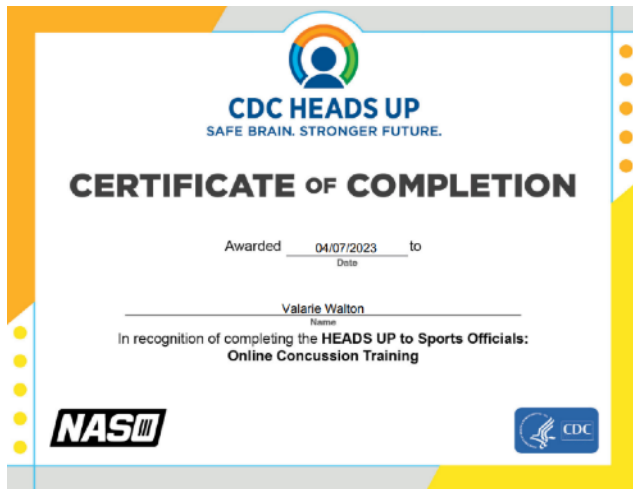 CDC HEADS UP
SAFE BRAIN. STRONGER FUTURE.
CERTIFICATE OF COMPLETION
Awarded 04/07/2023 to
Date
Valarie Walton
Name
In recognition of completing the HEADS UP to Sports Officials:
Online Concussion Training
NASO
CDC